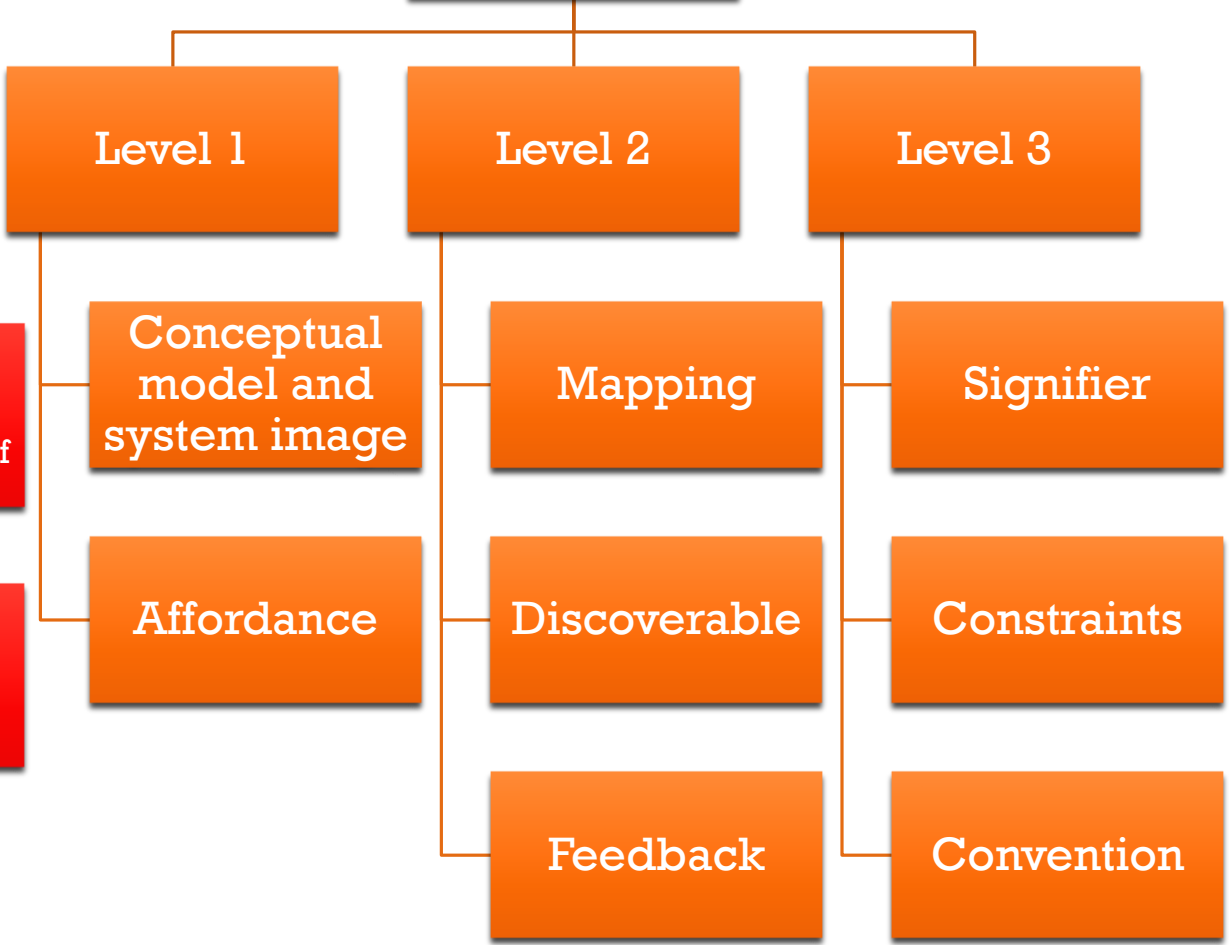 Level 1
Level 2
Level 3
Conceptual
model and
system image
Mapping
Signifier
f
Affordance
Discoverable
Constraints
Feedback
Convention